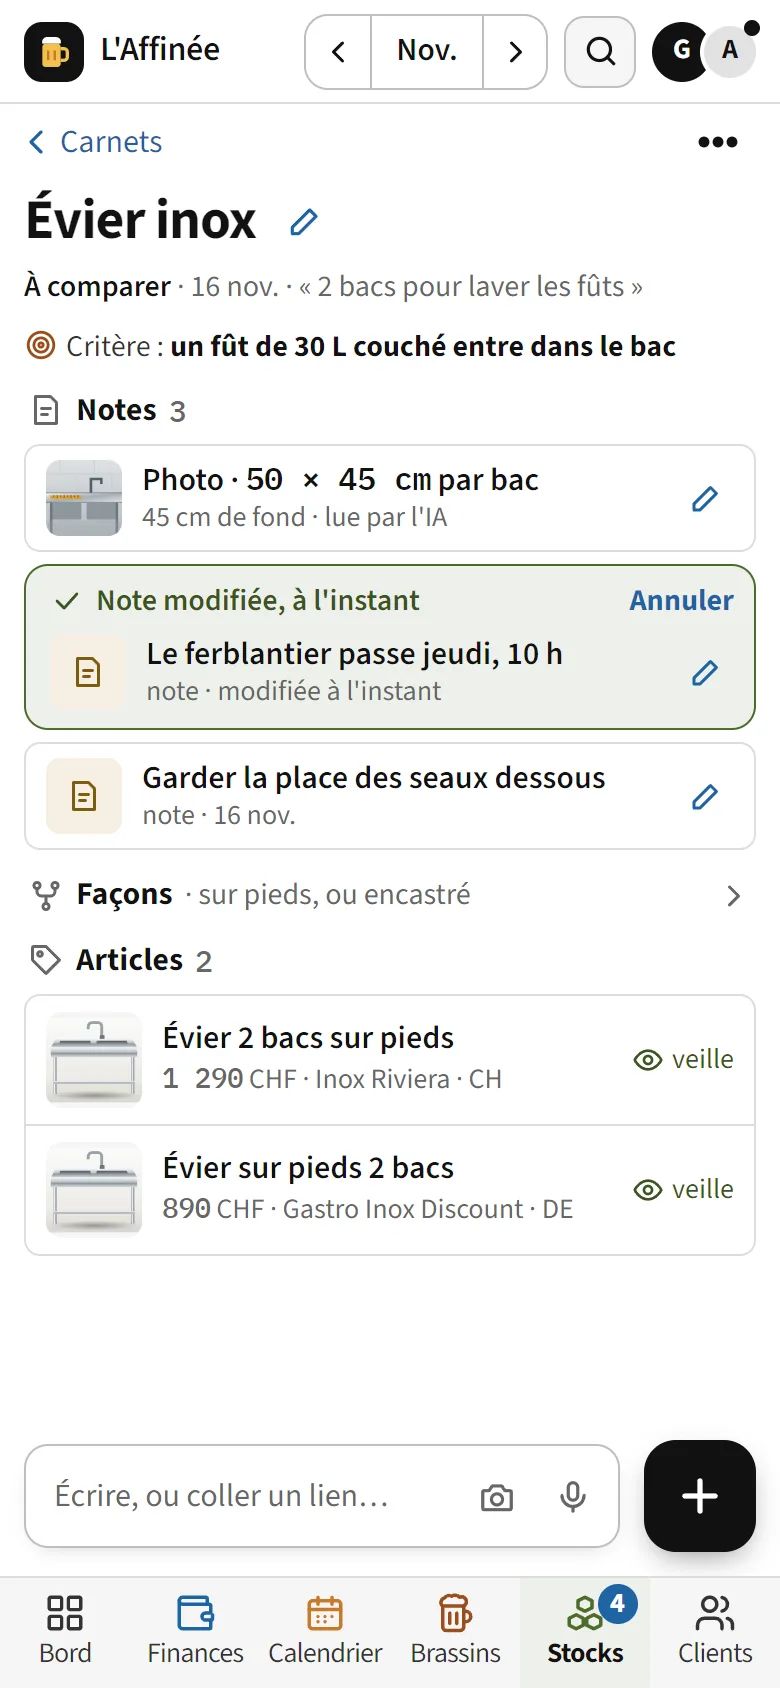 L'Affinée
Nov.
G
A
Carnets
Évier inox
À comparer · 16 nov. · « 2 bacs pour laver les fûts »
Critère : un fût de 30 L couché entre dans le bac
Notes 3
Photo · 50 × 45 cm par bac
45 cm de fond · lue par l'IA
Note modifiée, à l'instant
Annuler
Le ferblantier passe jeudi, 10 h
note · modifiée à l'instant
Garder la place des seaux dessous
note · 16 nov.
Façons · sur pieds, ou encastré
Articles 2
Évier 2 bacs sur pieds
1 290 CHF · Inox Riviera · CH
veille
Évier sur pieds 2 bacs
890 CHF · Gastro Inox Discount · DE
veille
Écrire, ou coller un lien…
4
Bord
Finances
Calendrier
Brassins
Stocks
Clients